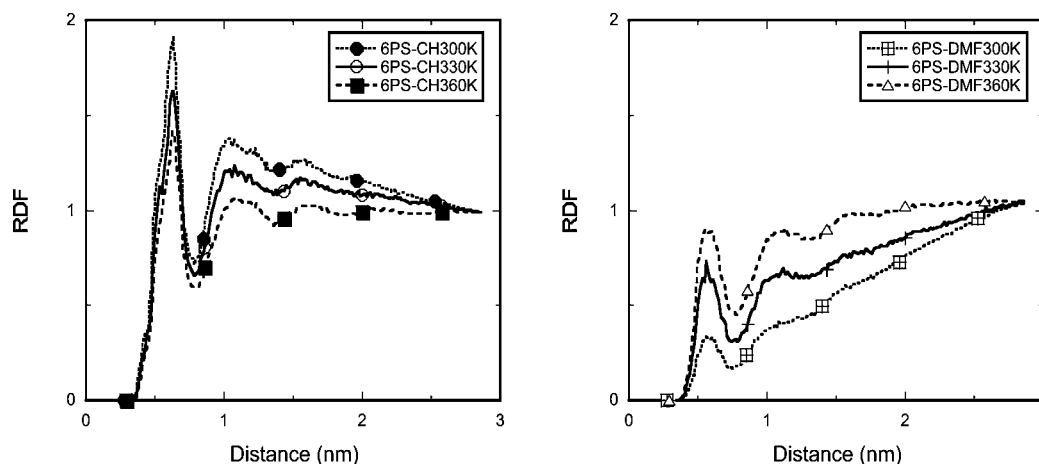 2
1
0
0
1
2
3
RDF
Distance (nm)
6PS-CH300K
6PS-CH330K
6PS-CH360K
2
1
0
0
1
2
RDF
Distance (nm)
6PS-DMF300K
6PS-DMF330K
6PS-DMF360K